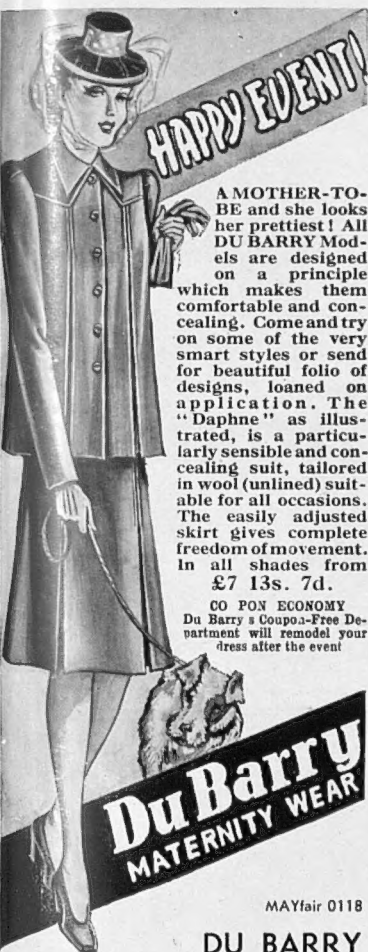 HAPPY EVENT!
A MOTHER-TO-
BE and she looks
her prettiest! All
DU BARRY Mod-
els are designed
on a principle
which makes them
comfortable and con-
cealing. Come and try
on some of the very
smart styles or send
for beautiful folio of
designs, loaned on
application. The
"Daphne" as illus-
trated, is a particu-
larly sensible and con-
cealing suit, tailored
in wool (unlined) suit-
able for all occasions.
The easily adjusted
skirt gives complete
freedom of movement.
In all shades from
£7 13s. 7d.
CO PON ECONOMY
Du Barry s Coupon-Free De-
partment will remodel your
dress after the event
Du Barry
MATERNITY WEAR
MAYfair 0118
DU BARRY